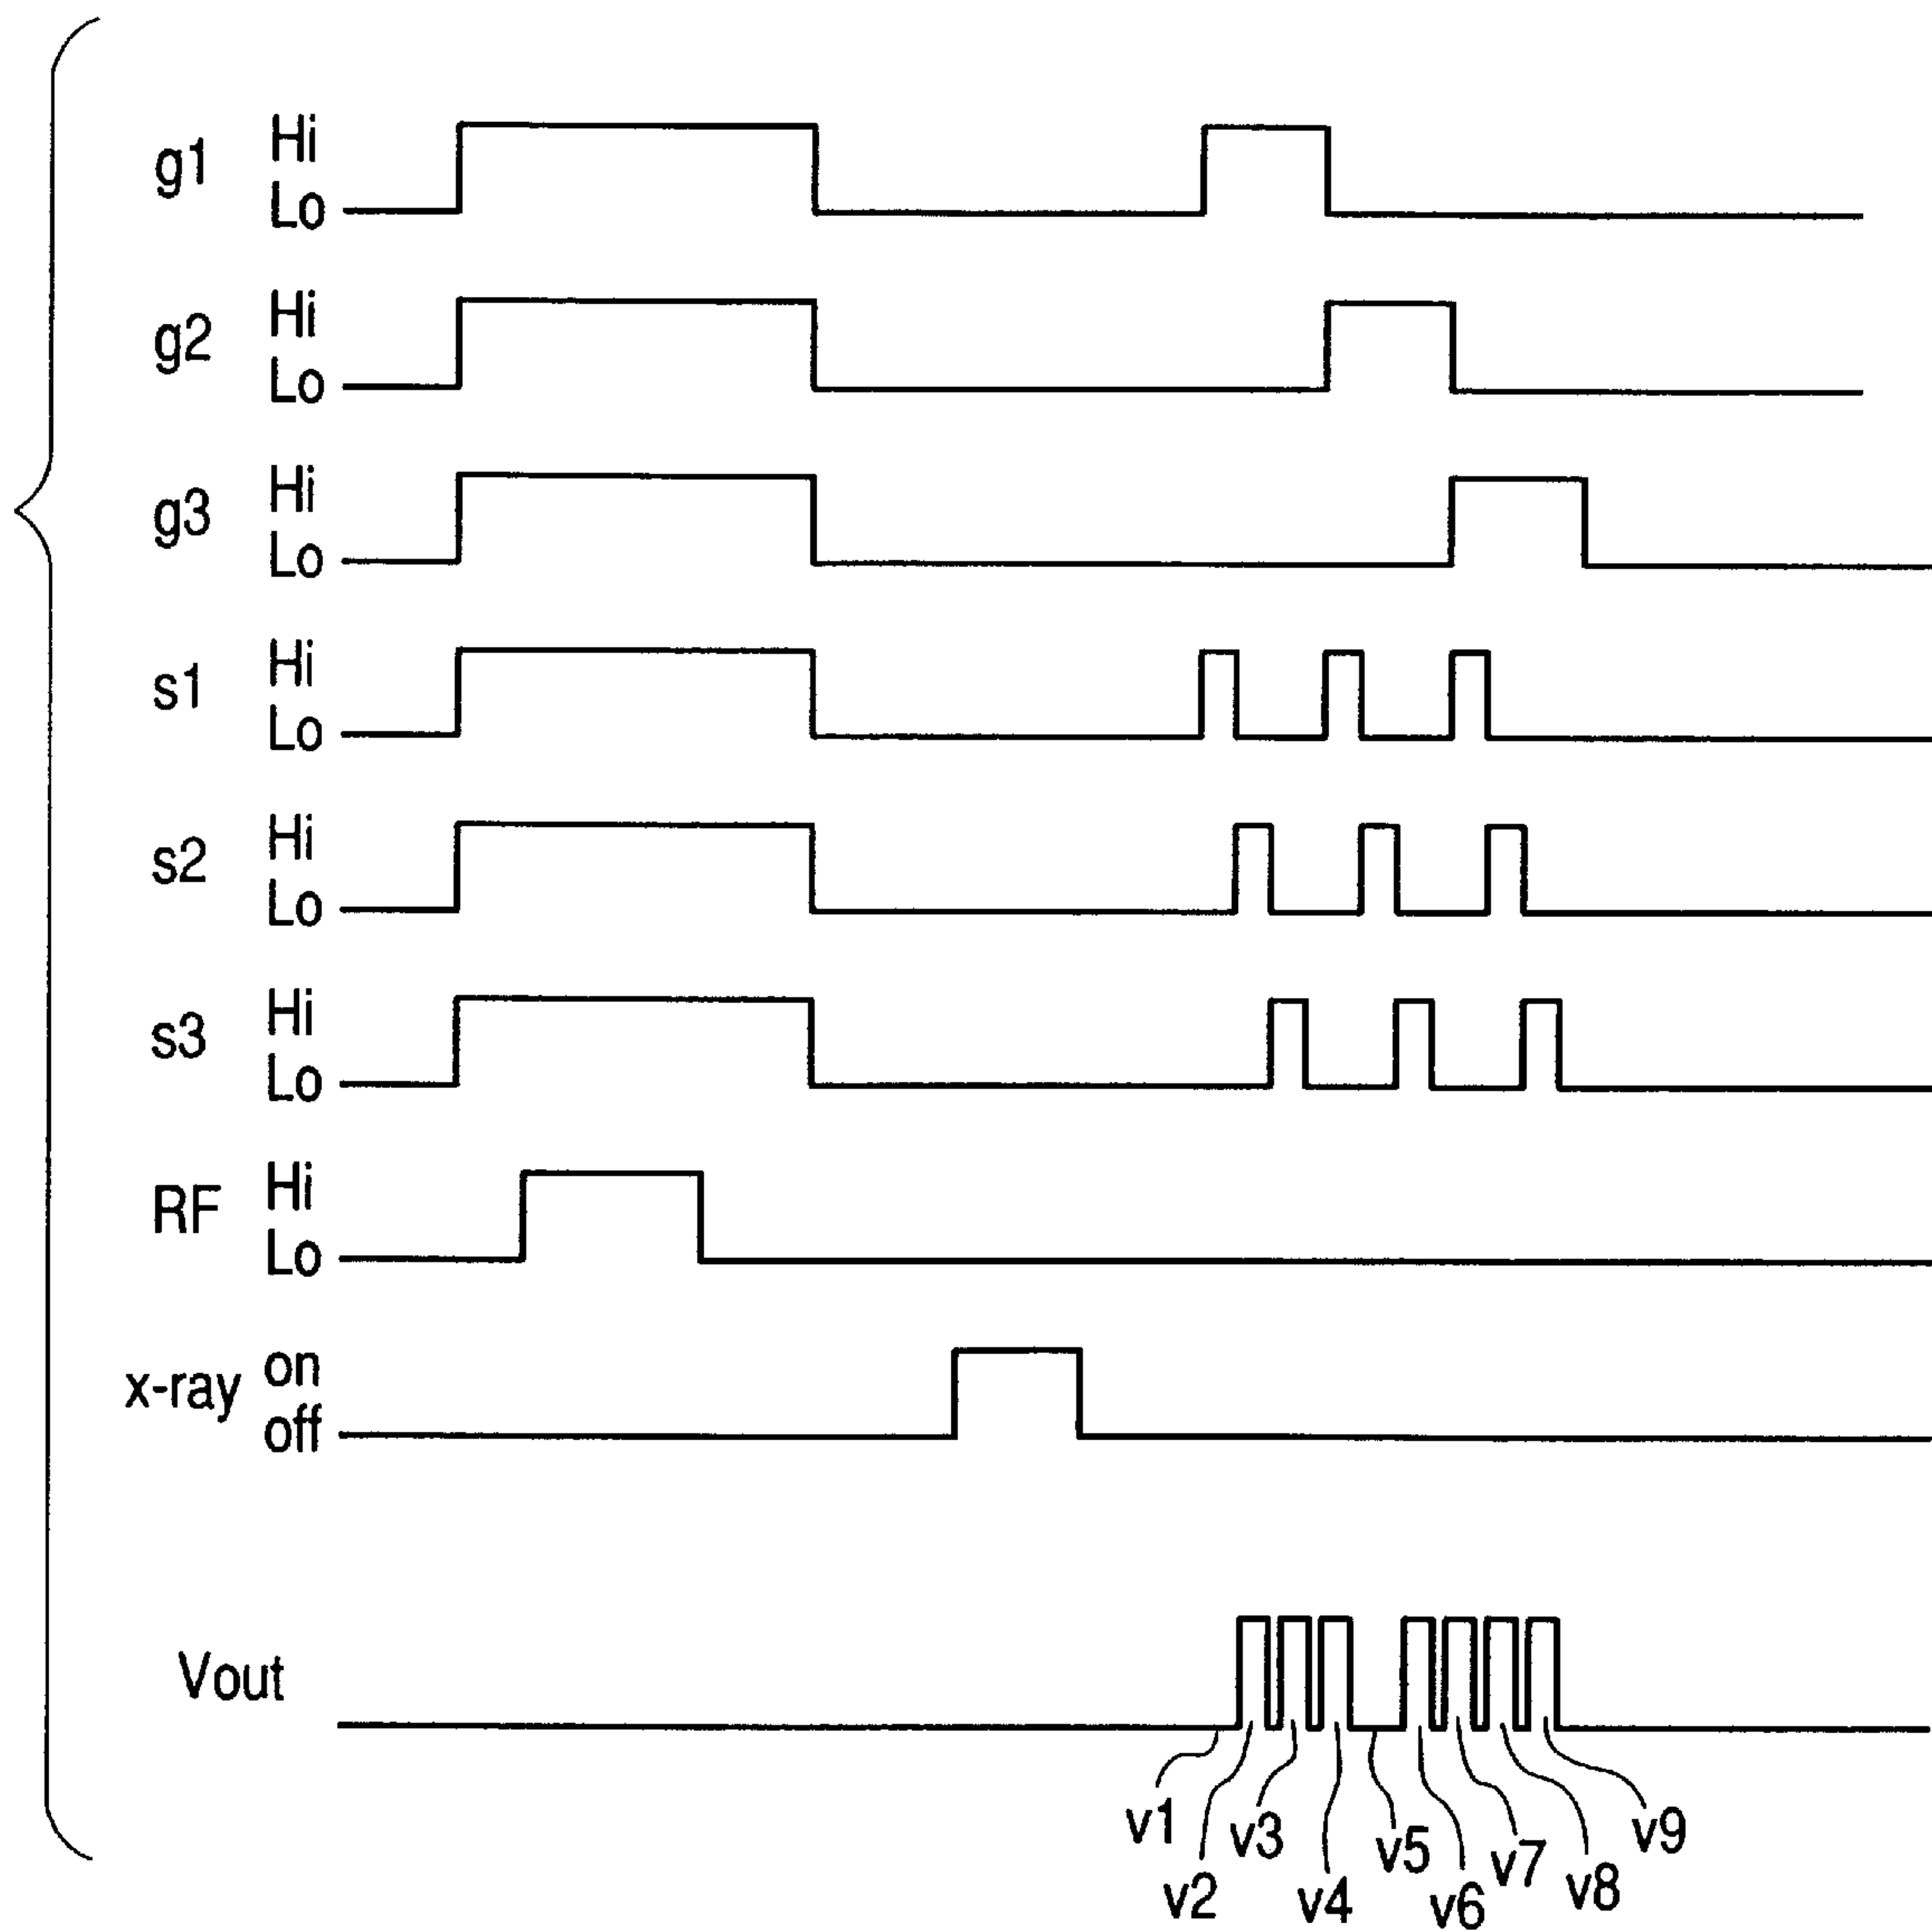 g1 Hi
Lo
g2 Hi
Lo
g3 Hi
Lo
s1 Hi
Lo
s2 Hi
Lo
s3 Hi
Lo
RF Hi
Lo
x-ray on
off
Vout
v1 v2 v3 v4 v5 v6 v7 v8 v9